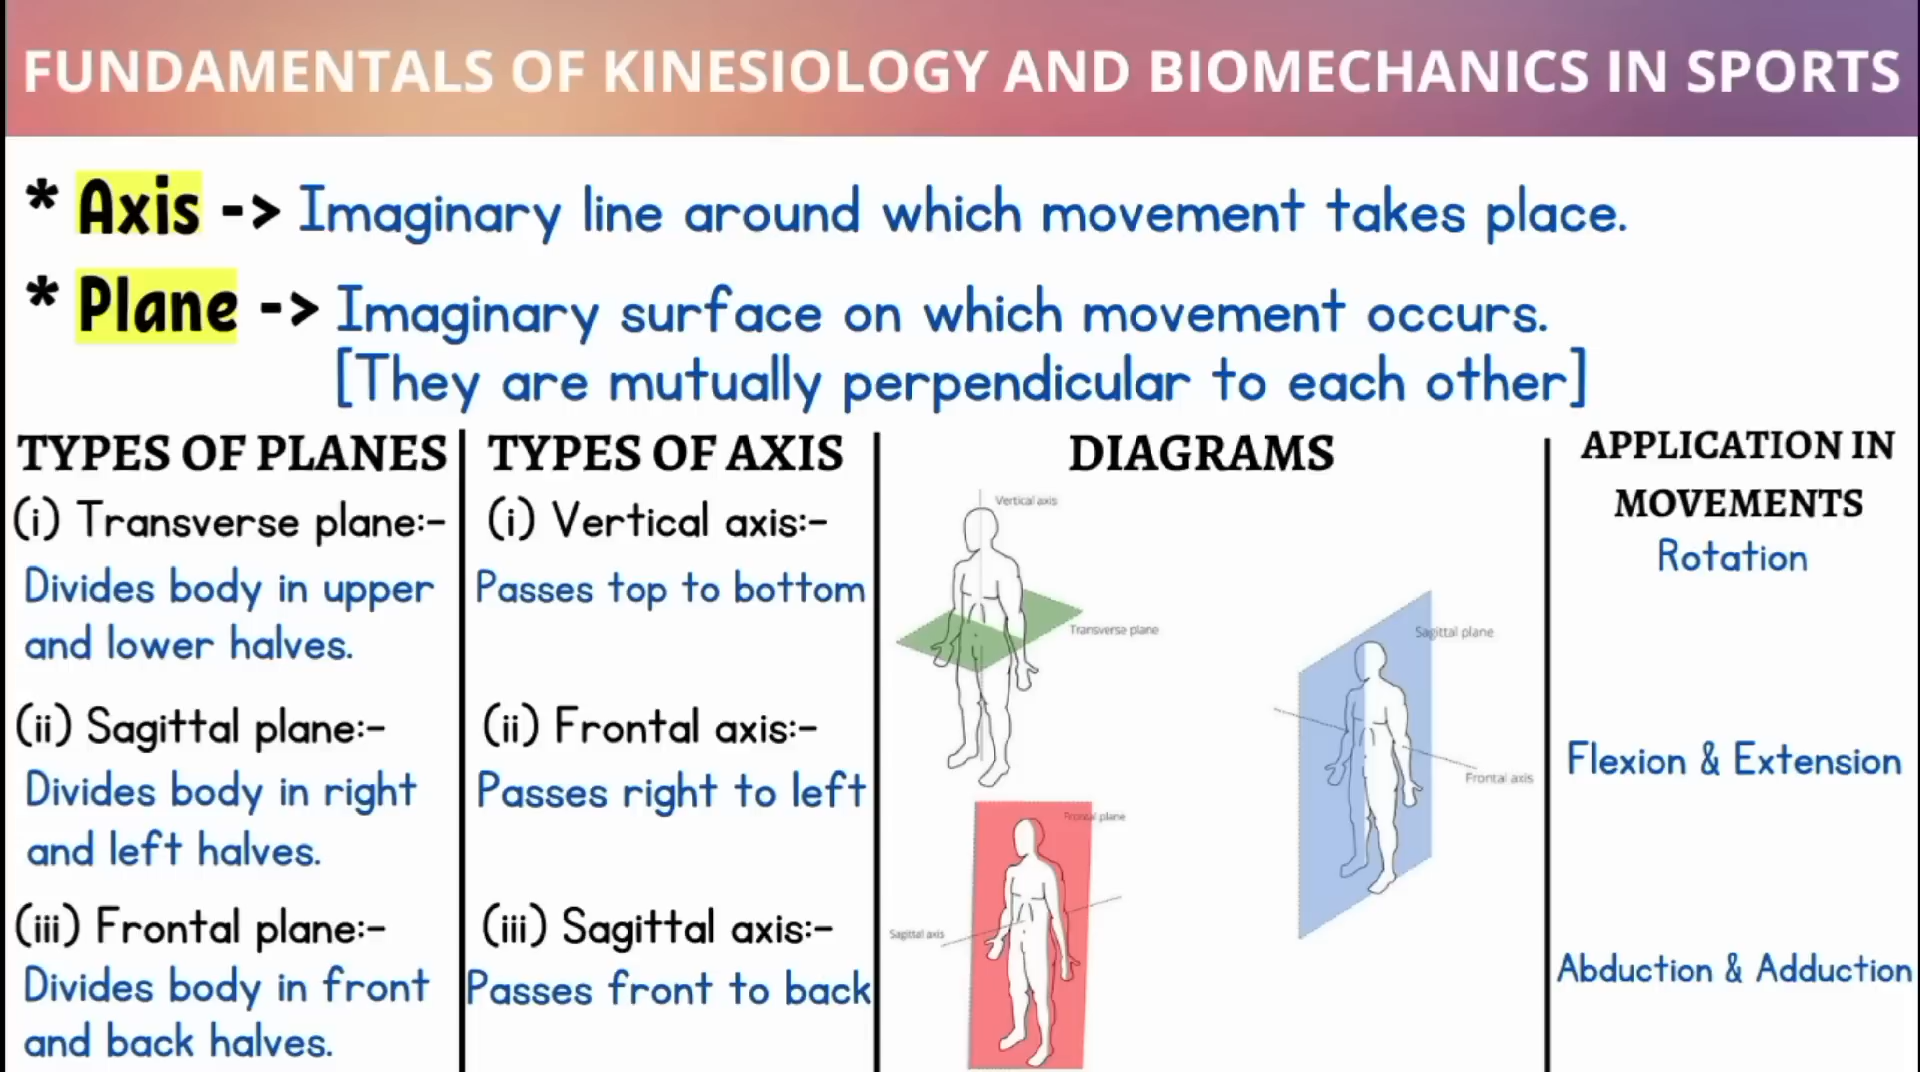 FUNDAMENTALS OF KINESIOLOGY AND BIOMECHANICS IN SPORTS
* Axis -> Imaginary line around which movement takes place.
* Plane -> Imaginary surface on which movement occurs.
[They are mutually perpendicular to each other]
TYPES OF PLANES
(i) Transverse plane:-
Divides body in upper
and lower halves.
(ii) Sagittal plane:-
Divides body in right
and left halves.
(iii) Frontal plane:-
Divides body in front
and back halves.
TYPES OF AXIS
(i) Vertical axis:-
Passes top to bottom
(ii) Frontal axis:-
Passes right to left
(iii) Sagittal axis:-
Passes front to back
DIAGRAMS
Vertical axis
Transverse plane
Sagittal plane
Frontal axis
Frontal plane
Sagittal axis
APPLICATION IN
MOVEMENTS
Rotation
Flexion & Extension
Abduction & Adduction